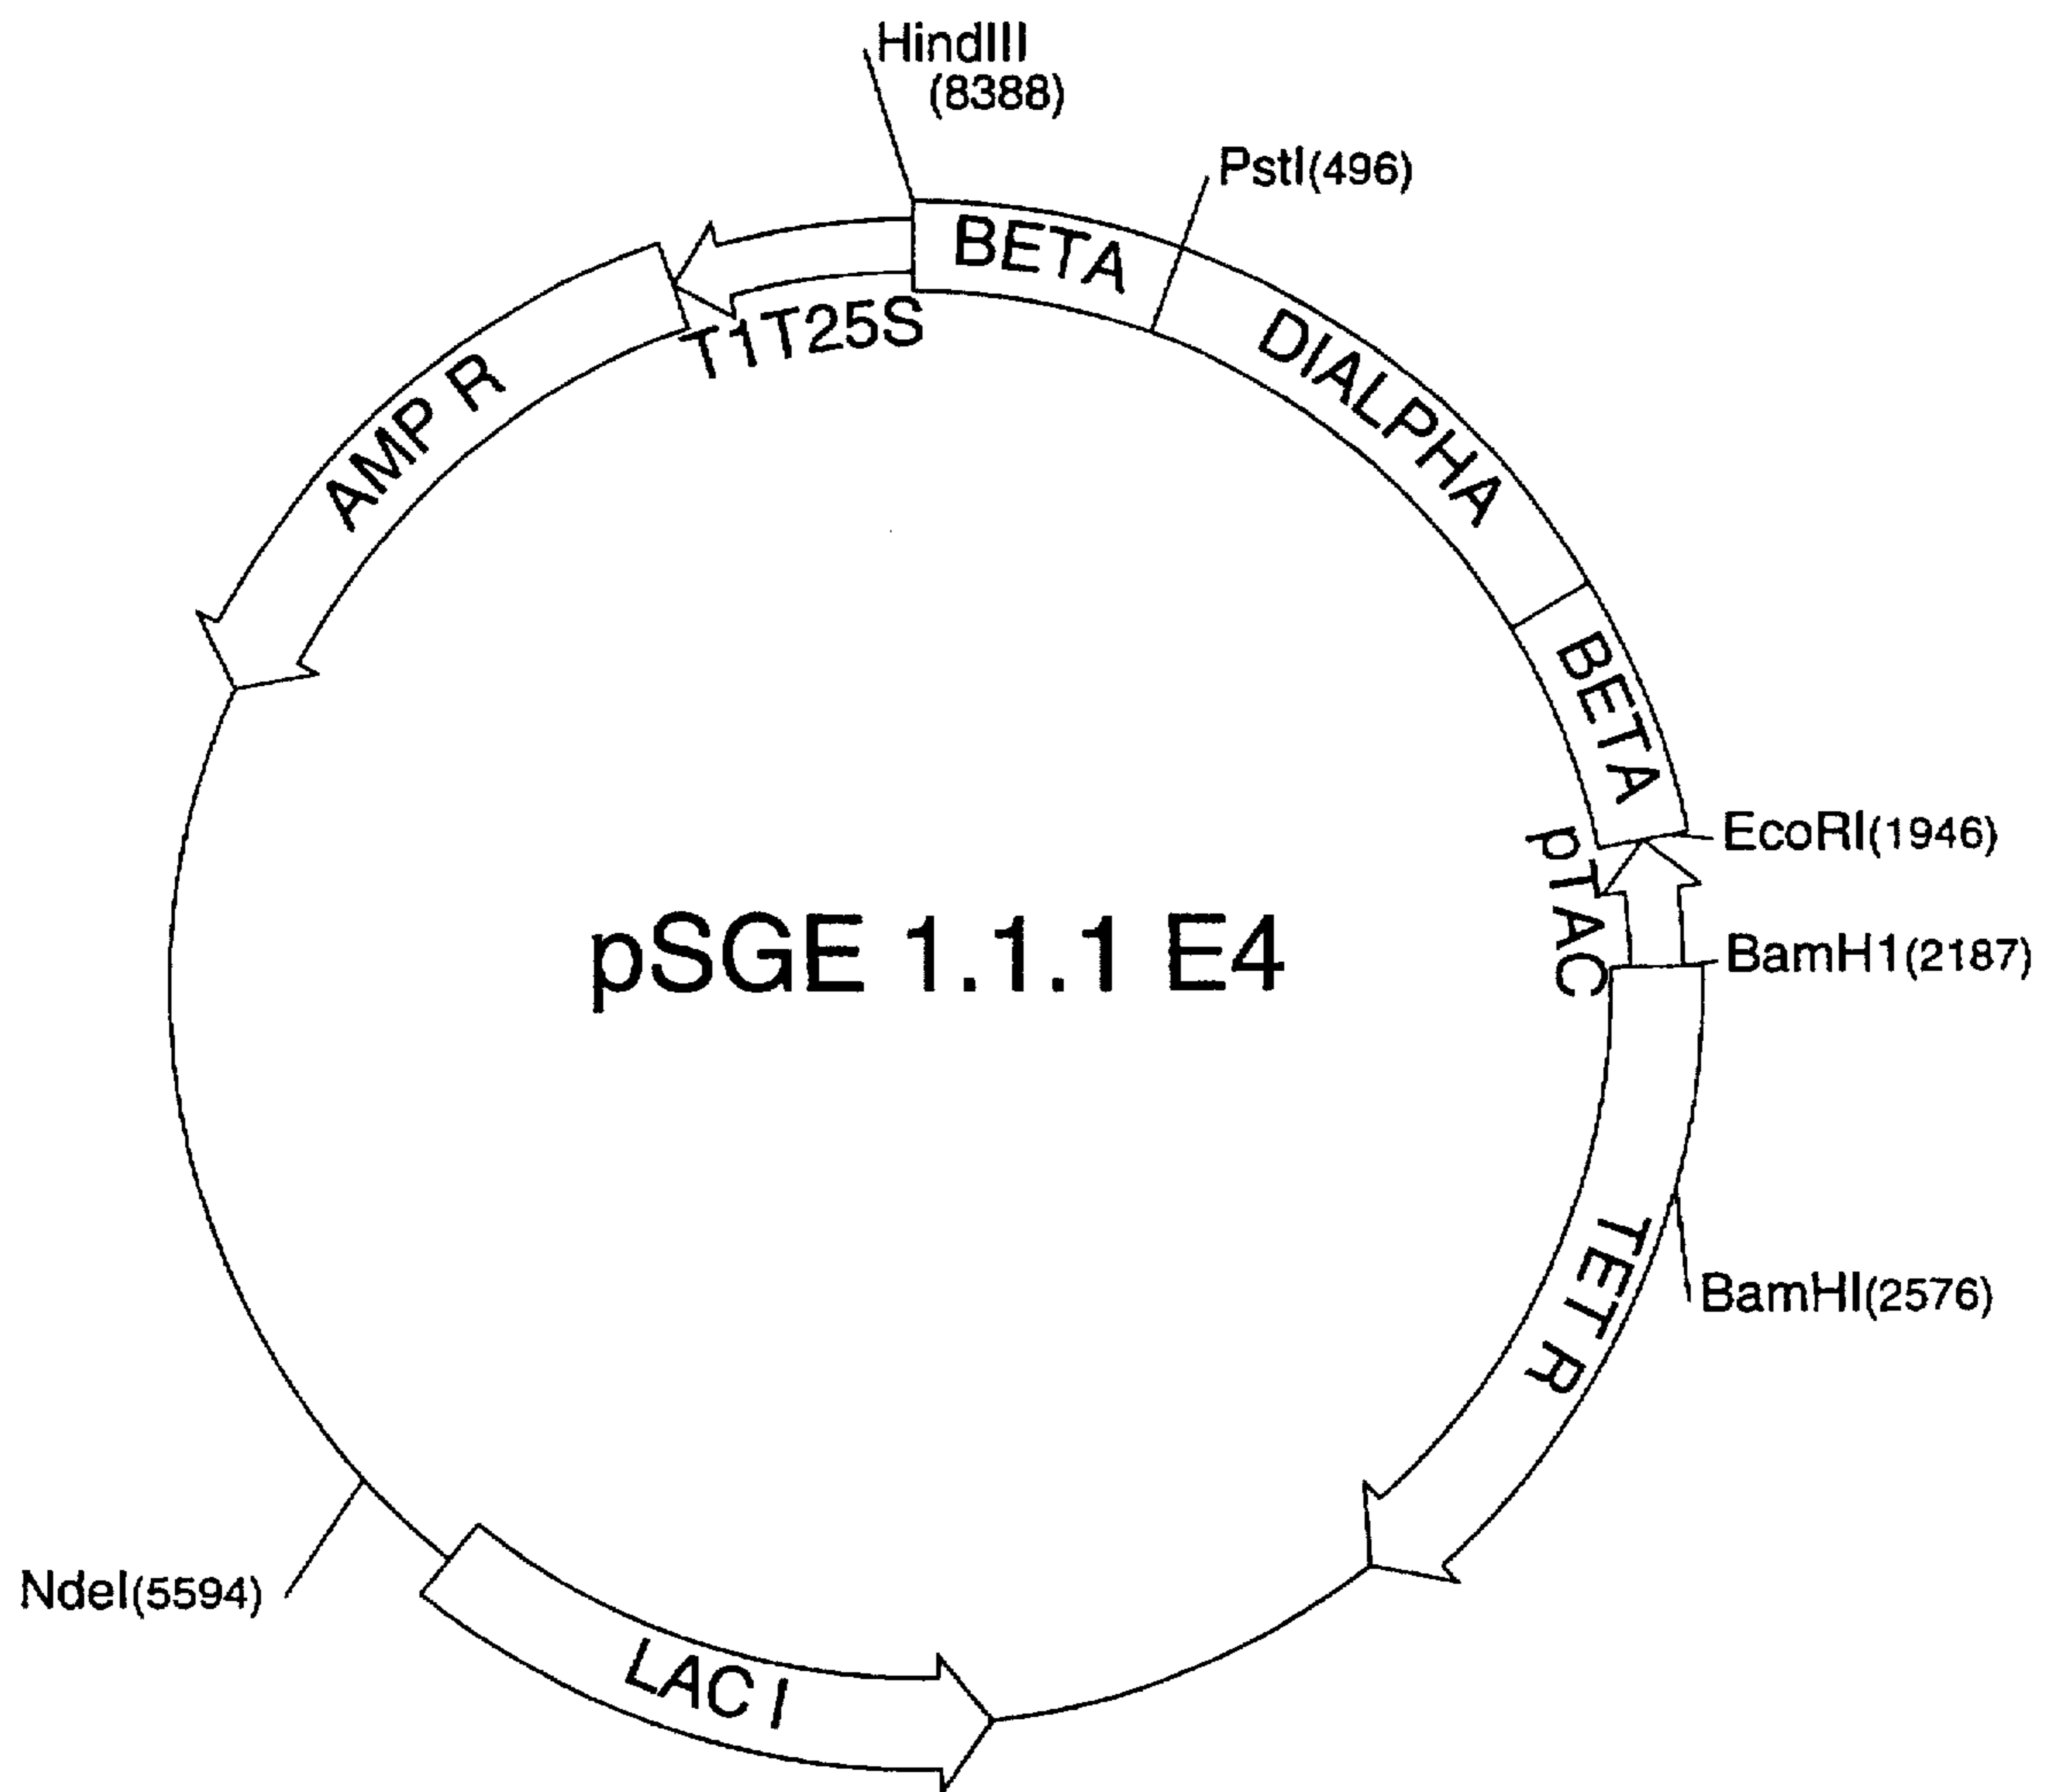 HindIII
(8388)
PstI(496)
BETA
DIALPHA
BETA
T1T25S
AMP R
EcoRI(1946)
pTAC
BamH1(2187)
pSGE 1.1.1 E4
TET R
BamHI(2576)
NdeI(5594)
LAC I